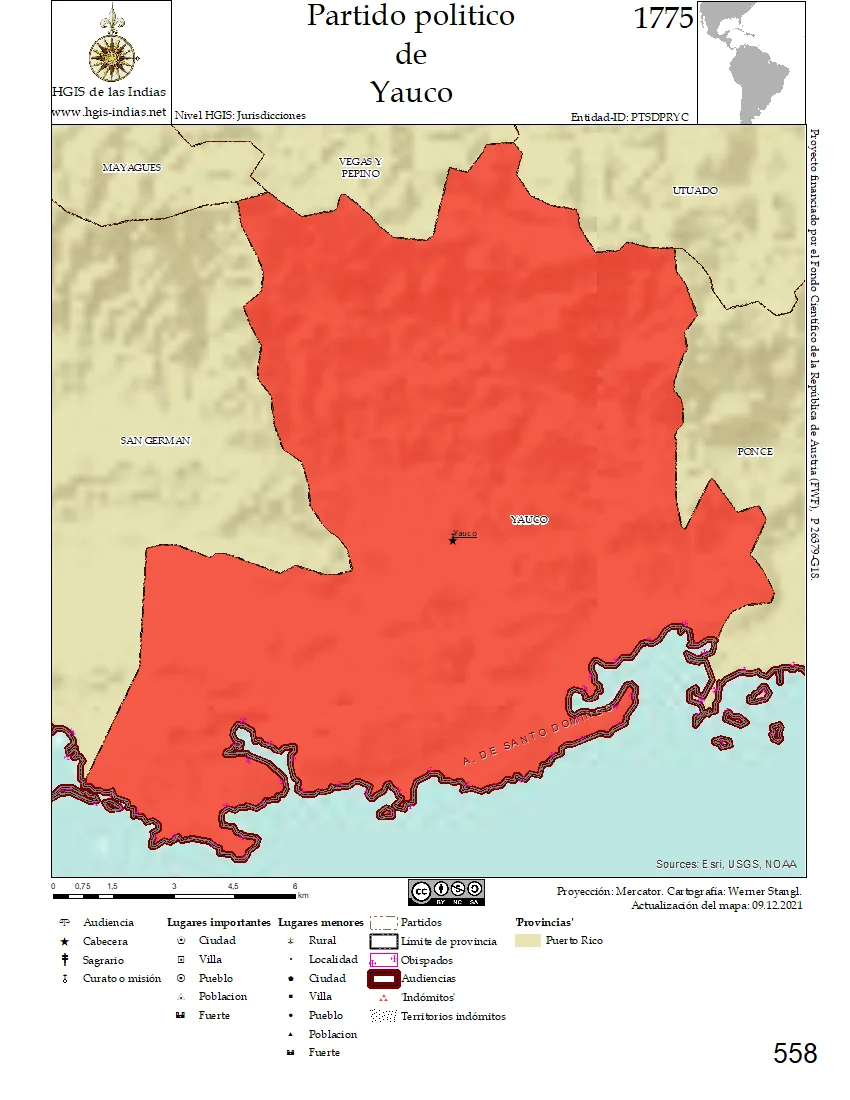 Partido politico
de
Yauco
1775
HGIS de las Indias
www.hgis-indias.net
Nivel HGIS: Jurisdicciones
Entidad-ID: PTSDPRYC
MAYAGUES
VEGAS Y
PEPINO
UTUADO
SAN GERMAN
PONCE
YAUCO
Yauco
A. DE SANTO DOMINGO
Sources: Esri, USGS, NOAA
Proyecto financiado por el Fondo Científico de la República de Austria (FWF), P 26379-G18.
0 0,75 1,5 3 4,5 6
km
CC BY NC SA
Proyección: Mercator. Cartografía: Werner Stangl.
Actualización del mapa: 09.12.2021
Audiencia
Cabecera
Sagrario
Curato o misión
Lugares importantes
Ciudad
Villa
Pueblo
Poblacion
Fuerte
Lugares menores
Rural
Localidad
Ciudad
Villa
Pueblo
Poblacion
Fuerte
Partidos
Límite de provincia
Obispados
Audiencias
'Indómitos'
Territorios indómitos
'Provincias'
Puerto Rico
558